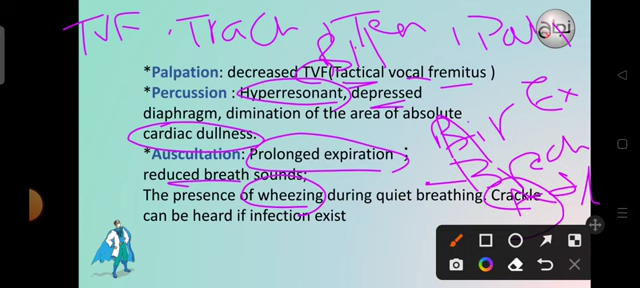 TVF . Trach
abi
*Palpation: decreased TVF(Tactical vocal fremitus )
*Percussion : Hyperresonant, depressed
diaphragm, dimination of the area of absolute
cardiac dullness.
*Auscultation: Prolonged expiration ;
reduced breath sounds;
The presence of wheezing during quiet breathing. Crackle
can be heard if infection exist
Ex
Air